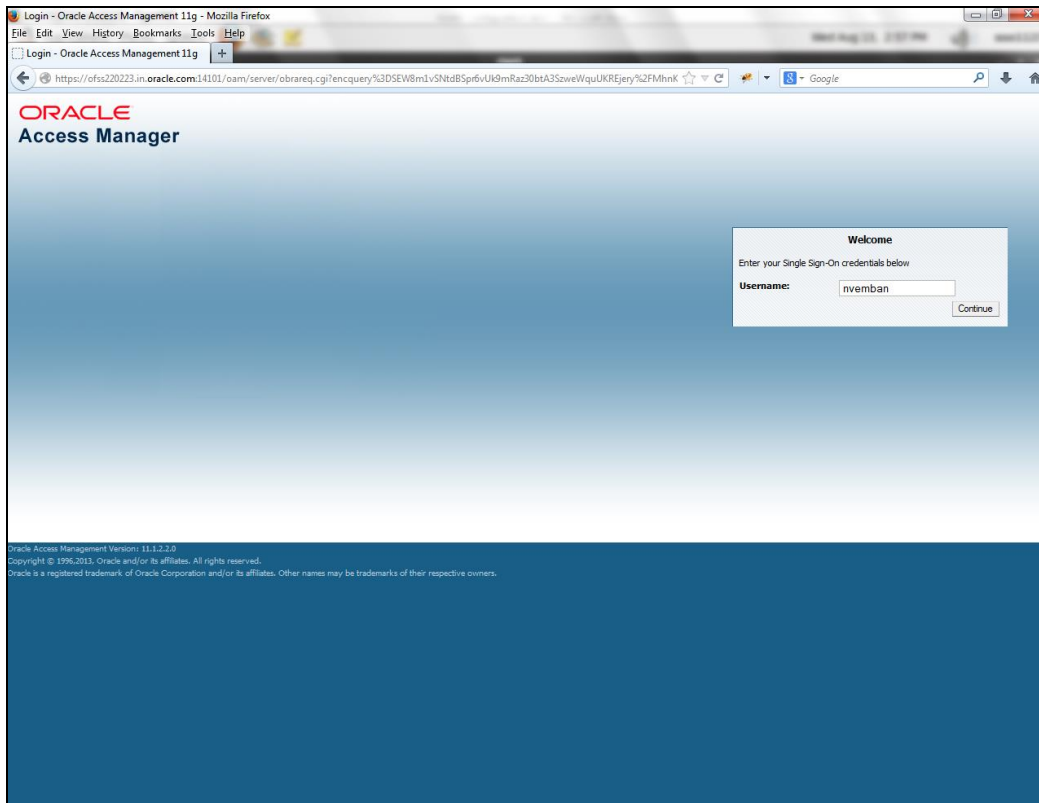 Login - Oracle Access Management 11g - Mozilla Firefox
File Edit View History Bookmarks Tools Help
Login - Oracle Access Management 11g
https://ofss220223.in.oracle.com:14101/oam/server/obrareq.cgi?encquery%3DSEW8m1vSNtdBSpr6vUk9mRaz30btA3SzweWquUKREjery%2FMhnK
8 - Google
ORACLE
Access Manager
Welcome
Enter your Single Sign-On credentials below
Username: nvemban
Continue
Oracle Access Management Version: 11.1.2.2.0
Copyright © 1996,2013, Oracle and/or its affiliates. All rights reserved.
Oracle is a registered trademark of Oracle Corporation and/or its affiliates. Other names may be trademarks of their respective owners.